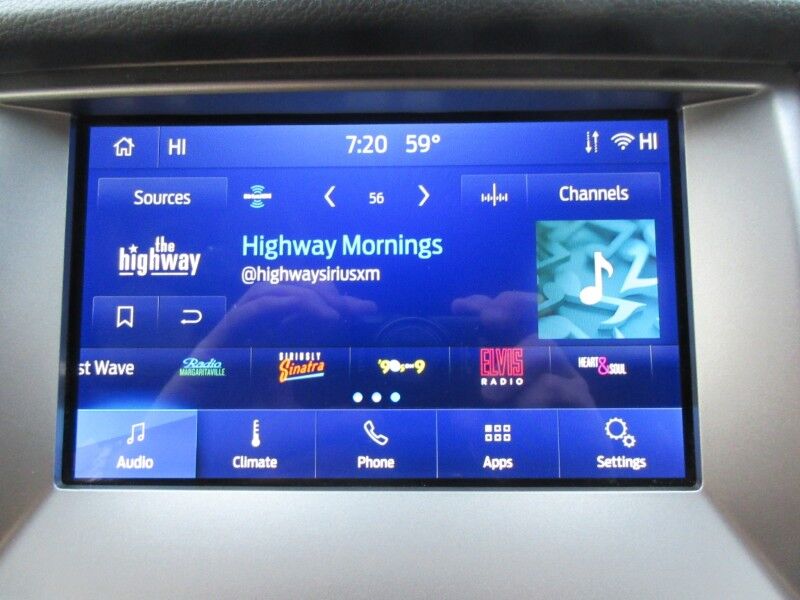 HI 7:20 59° HI
Sources 56 Channels
the highway
Highway Mornings
@highwaysiriusxm
st Wave Radio MARGARITAVILLE SIRIUSLY Sinatra '90s on 9 ELVIS RADIO HEART & SOUL
Audio Climate Phone Apps Settings